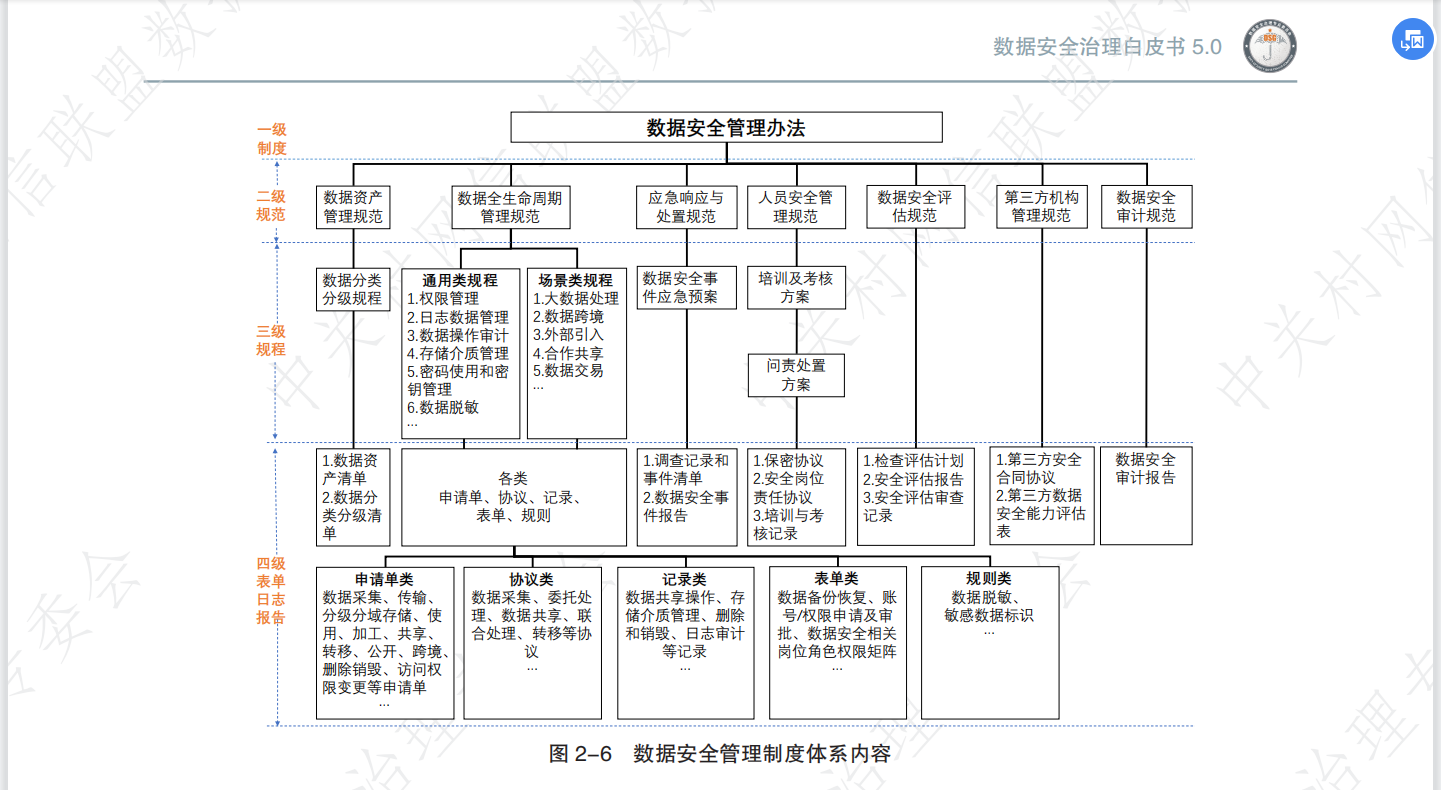 数据安全治理白皮书 5.0
数据安全管理办法
一级
制度
二级
规范
数据资产
管理规范
数据全生命周期
管理规范
应急响应与
处置规范
人员安全管
理规范
数据安全评
估规范
第三方机构
管理规范
数据安全
审计规范
三级
规程
数据分类
分级规程
通用类规程
1.权限管理
2.日志数据管理
3.数据操作审计
4.存储介质管理
5.密码使用和密
钥管理
6.数据脱敏
...
场景类规程
1.大数据处理
2.数据跨境
3.外部引入
4.合作共享
5.数据交易
...
数据安全事
件应急预案
培训及考核
方案
问责处置
方案
四级
表单
日志
报告
1.数据资
产清单
2.数据分
类分级清
单
各类
申请单、协议、记录、
表单、规则
1.调查记录和
事件清单
2.数据安全事
件报告
1.保密协议
2.安全岗位
责任协议
3.培训与考
核记录
1.检查评估计划
2.安全评估报告
3.安全评估审查
记录
1.第三方安全
合同协议
2.第三方数据
安全能力评估
表
数据安全
审计报告
申请单类
数据采集、传输、
分级分域存储、使
用、加工、共享、
转移、公开、跨境、
删除销毁、访问权
限变更等申请单
...
协议类
数据采集、委托处
理、数据共享、联
合处理、转移等协
议
...
记录类
数据共享操作、存
储介质管理、删除
和销毁、日志审计
等记录
...
表单类
数据备份恢复、账
号/权限申请及审
批、数据安全相关
岗位角色权限矩阵
...
规则类
数据脱敏、
敏感数据标识
...
图 2-6 数据安全管理制度体系内容